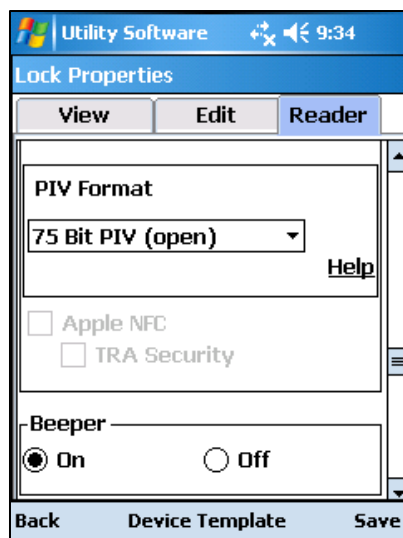 Utility Software 9:34
Lock Properties
View Edit Reader
PIV Format
75 Bit PIV (open)
Help
Apple NFC
TRA Security
Beeper
On Off
Back Device Template Save